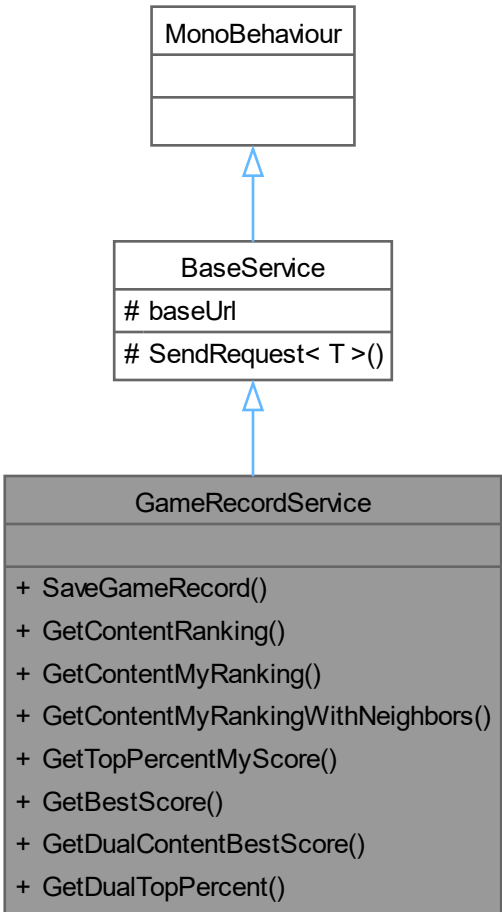 MonoBehaviour
BaseService
# baseUrl
# SendRequest< T >()
GameRecordService
+ SaveGameRecord()
+ GetContentRanking()
+ GetContentMyRanking()
+ GetContentMyRankingWithNeighbors()
+ GetTopPercentMyScore()
+ GetBestScore()
+ GetDualContentBestScore()
+ GetDualTopPercent()